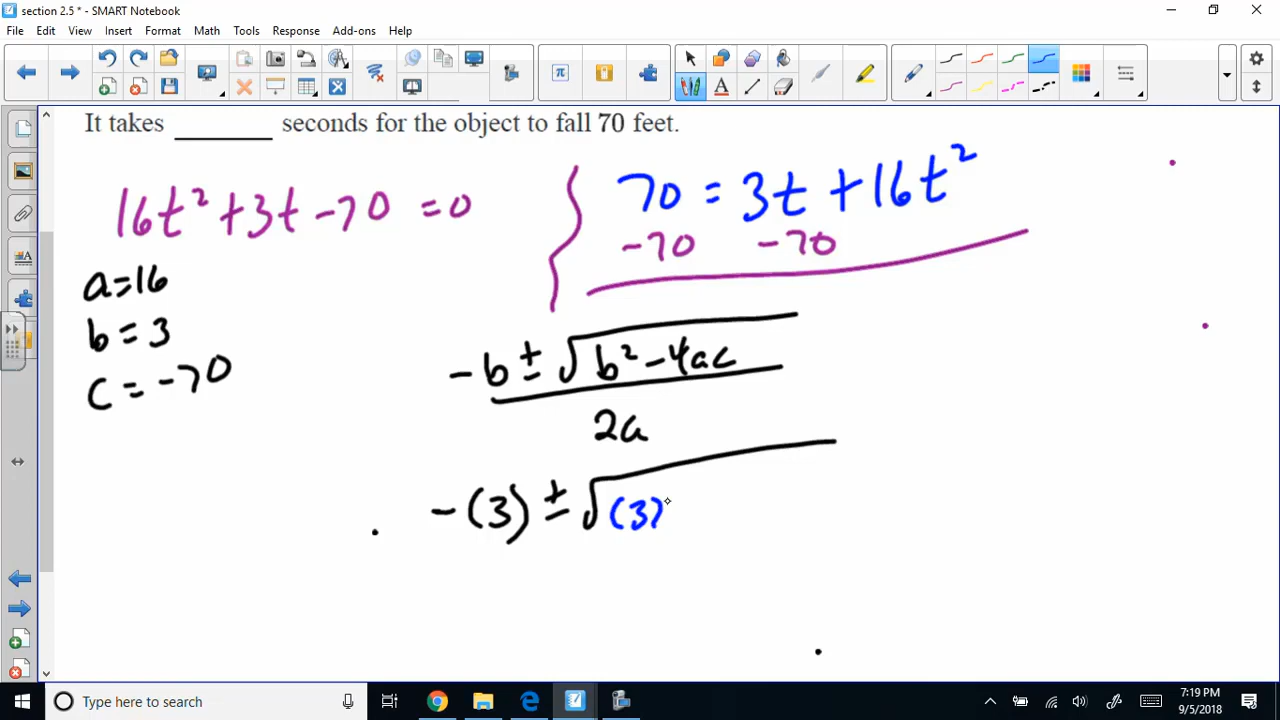 section 2.5 * - SMART Notebook
File Edit View Insert Format Math Tools Response Add-ons Help
It takes _______ seconds for the object to fall 70 feet.
70 = 3t + 16t²
-70 -70
16t² + 3t - 70 = 0
a = 16
b = 3
c = -70
-b ± √b² - 4ac
2a
-(3) ± √(3)
Type here to search
7:19 PM
9/5/2018